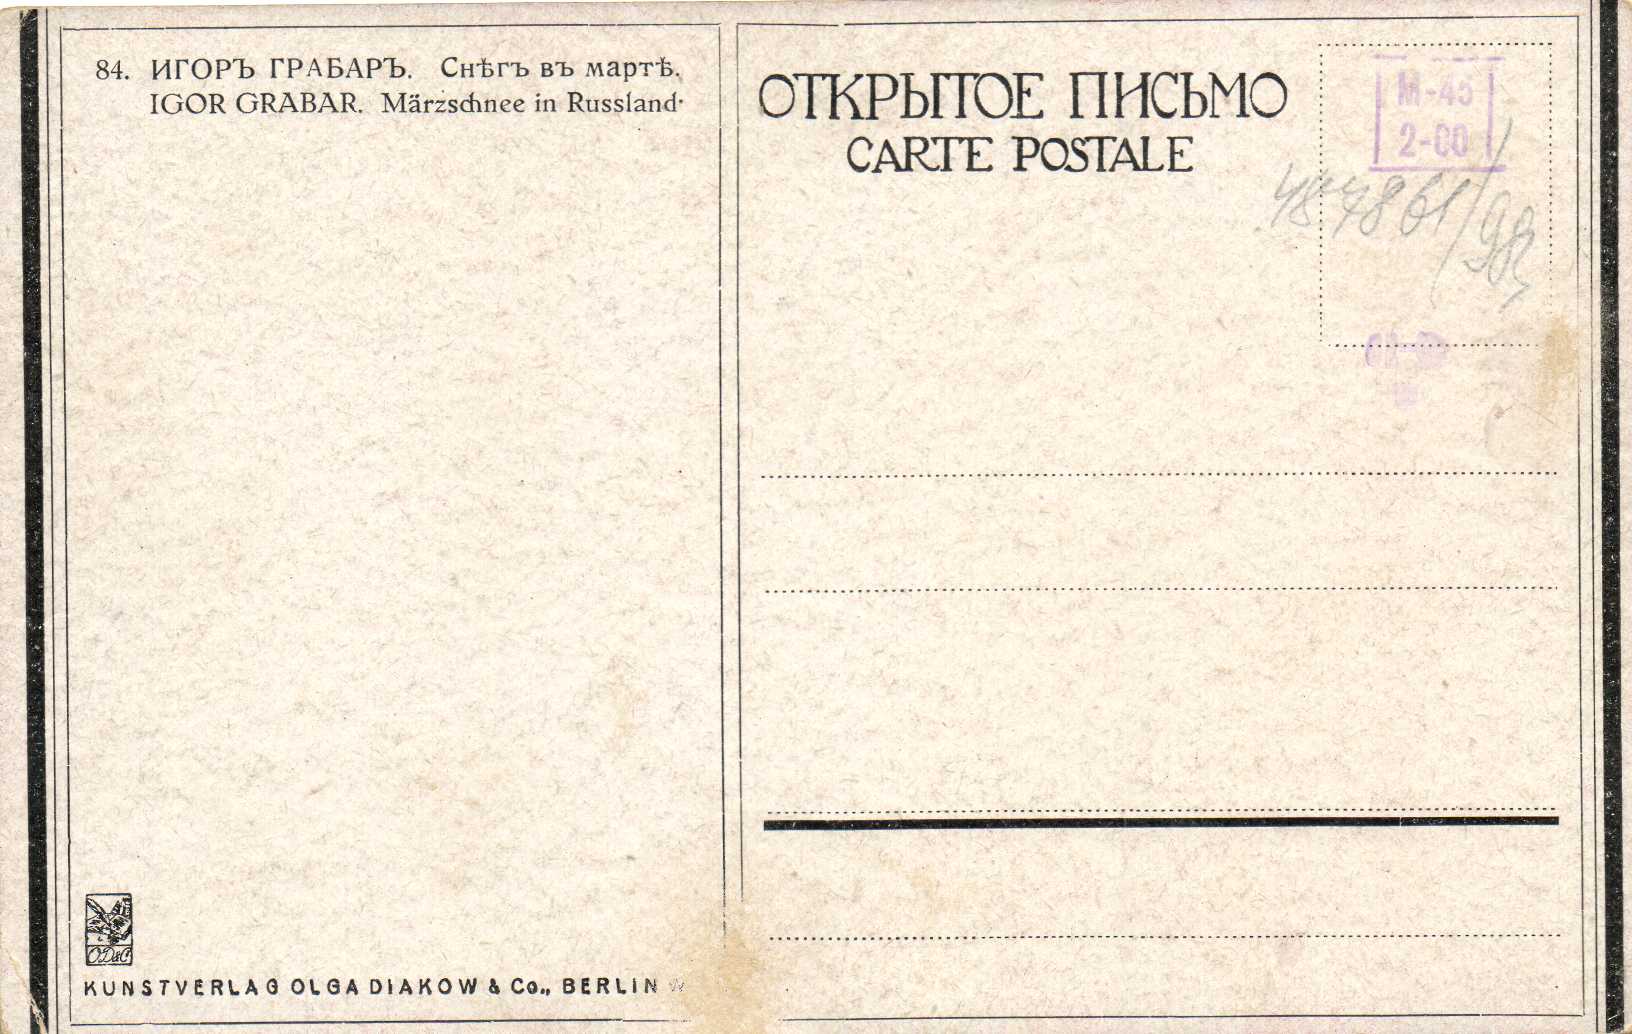 84. ИГОРЪ ГРАБАРЪ. Снѣгъ въ мартѣ.
IGOR GRABAR. Märzschnee in Russland.
ОТКРЫТОЕ ПИСЬМО
CARTE POSTALE
М-45
2-00
O.D&C
KUNSTVERLAG OLGA DIAKOW & Co., BERLIN W